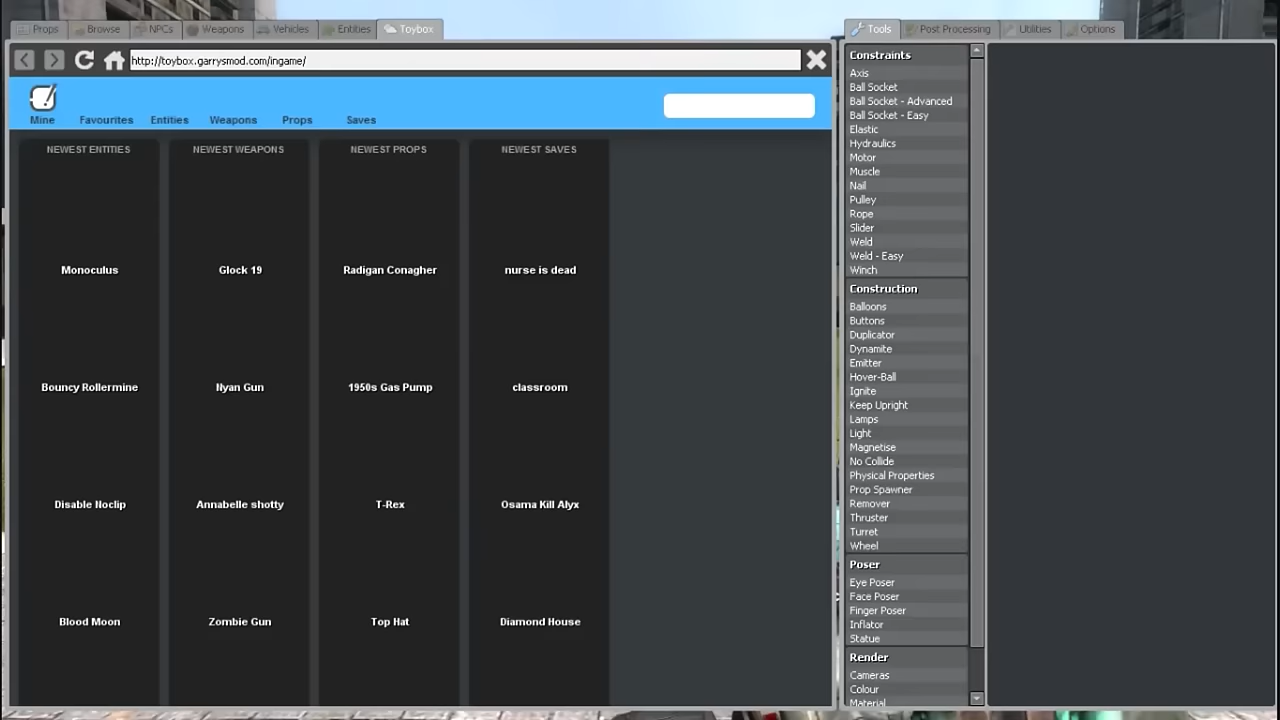 Props Browse NPCs Weapons Vehicles Entities Toybox
http://toybox.garrysmod.com/ingame/
Mine Favourites Entities Weapons Props Saves
NEWEST ENTITIES NEWEST WEAPONS NEWEST PROPS NEWEST SAVES
Monoculus Glock 19 Radigan Conagher nurse is dead
Bouncy Rollermine Nyan Gun 1950s Gas Pump classroom
Disable Noclip Annabelle shotty T-Rex Osama Kill Alyx
Blood Moon Zombie Gun Top Hat Diamond House
Tools Post Processing Utilities Options
Constraints
Axis
Ball Socket
Ball Socket - Advanced
Ball Socket - Easy
Elastic
Hydraulics
Motor
Muscle
Nail
Pulley
Rope
Slider
Weld
Weld - Easy
Winch
Construction
Balloons
Buttons
Duplicator
Dynamite
Emitter
Hover-Ball
Ignite
Keep Upright
Lamps
Light
Magnetise
No Collide
Physical Properties
Prop Spawner
Remover
Thruster
Turret
Wheel
Poser
Eye Poser
Face Poser
Finger Poser
Inflator
Statue
Render
Cameras
Colour
Material